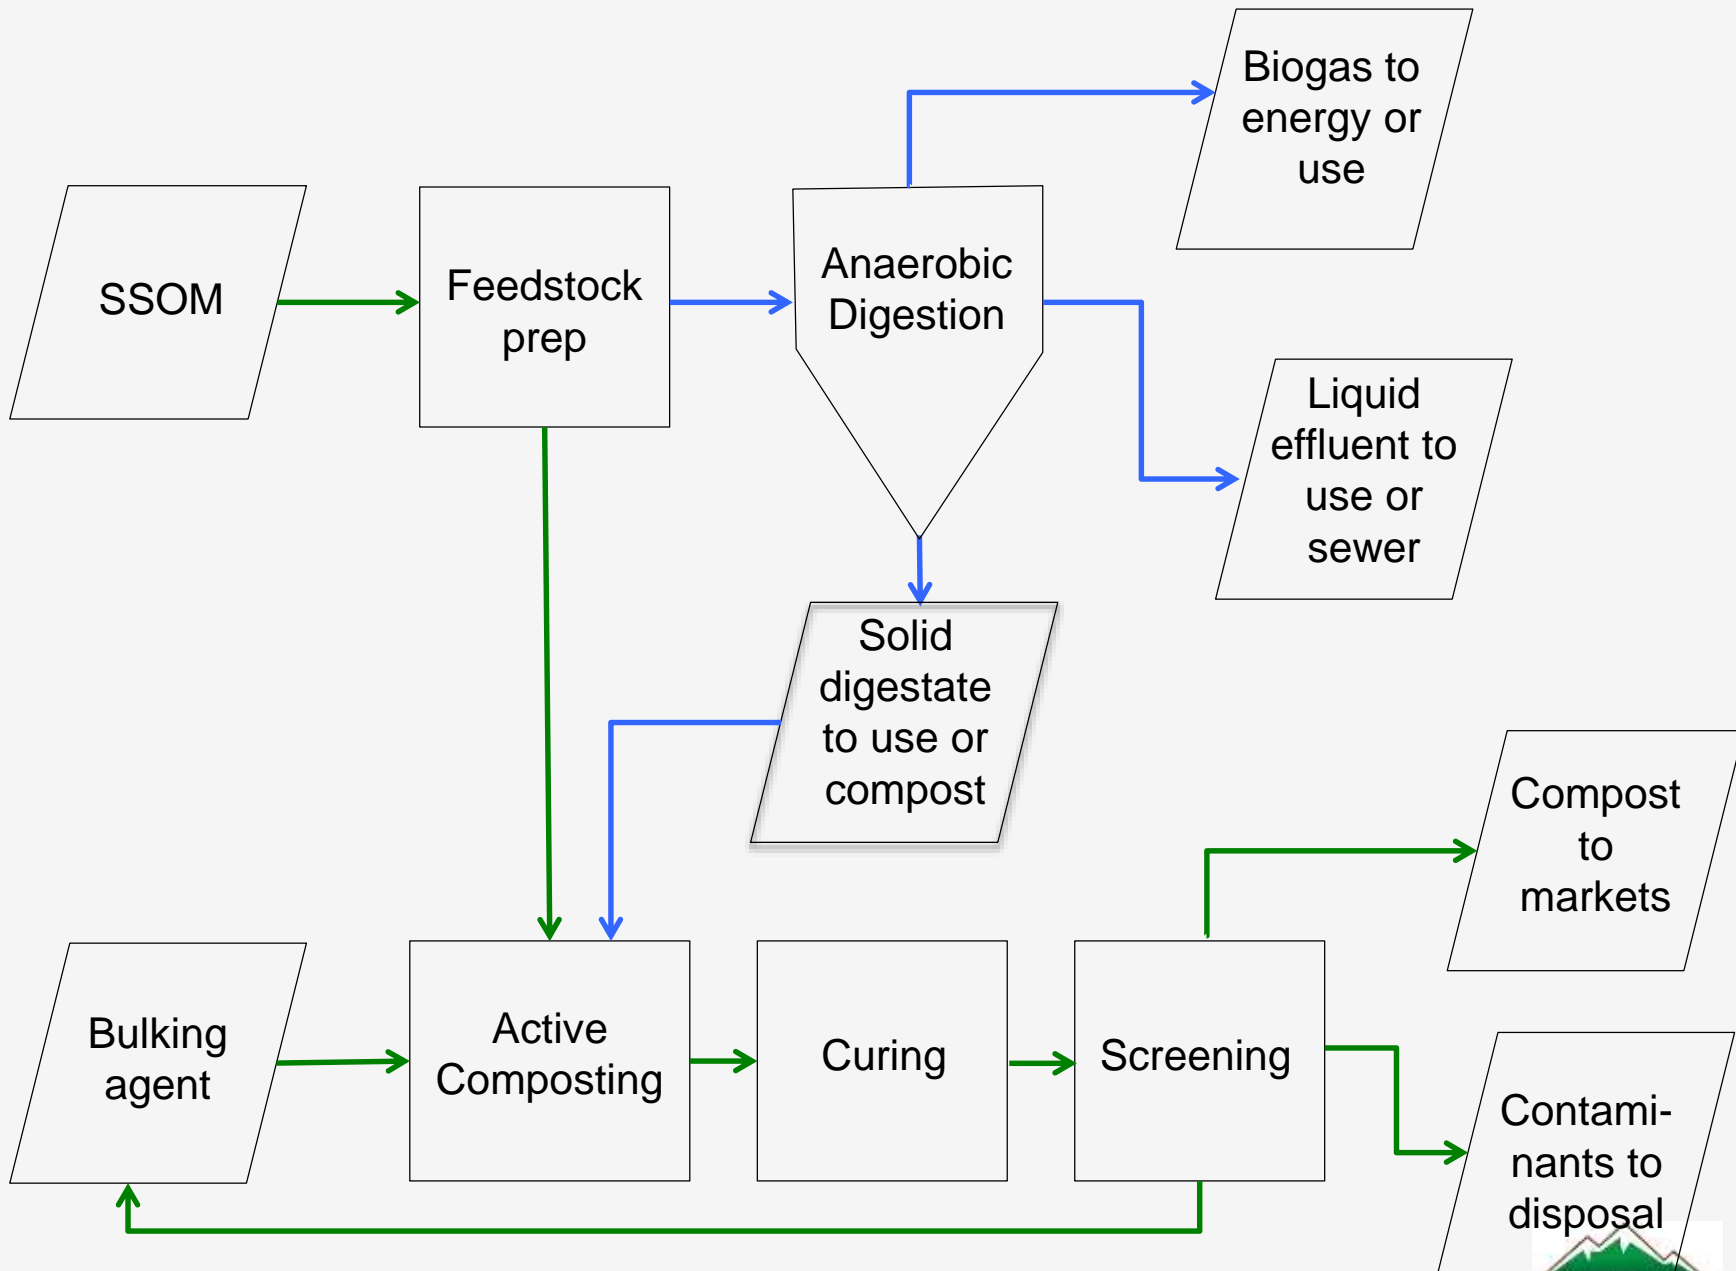 Biogas to
energy or
use
SSOM
Feedstock
prep
Anaerobic
Digestion
Liquid
effluent to
use or
sewer
Solid
digestate
to use or
compost
Compost
to
markets
Bulking
agent
Active
Composting
Curing
Screening
Contami-
nants to
disposal